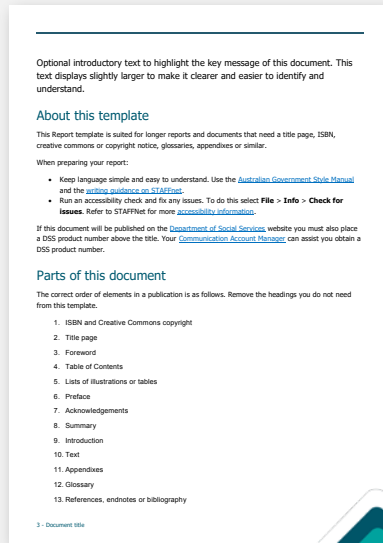 Optional introductory text to highlight the key message of this document. This
text displays slightly larger to make it clearer and easier to identify and
understand.
About this template
This Report template is suited for longer reports and documents that need a title page, ISBN,
creative commons or copyright notice, glossaries, appendixes or similar.
When preparing your report:
• Keep language simple and easy to understand. Use the Australian Government Style Manual
and the writing guidance on STAFFnet.
• Run an accessibility check and fix any issues. To do this select File > Info > Check for
issues. Refer to STAFFNet for more accessibility information.
If this document will be published on the Department of Social Services website you must also place
a DSS product number above the title. Your Communication Account Manager can assist you obtain a
DSS product number.
Parts of this document
The correct order of elements in a publication is as follows. Remove the headings you do not need
from this template.
1. ISBN and Creative Commons copyright
2. Title page
3. Foreword
4. Table of Contents
5. Lists of illustrations or tables
6. Preface
7. Acknowledgements
8. Summary
9. Introduction
10. Text
11. Appendixes
12. Glossary
13. References, endnotes or bibliography
3 - Document title